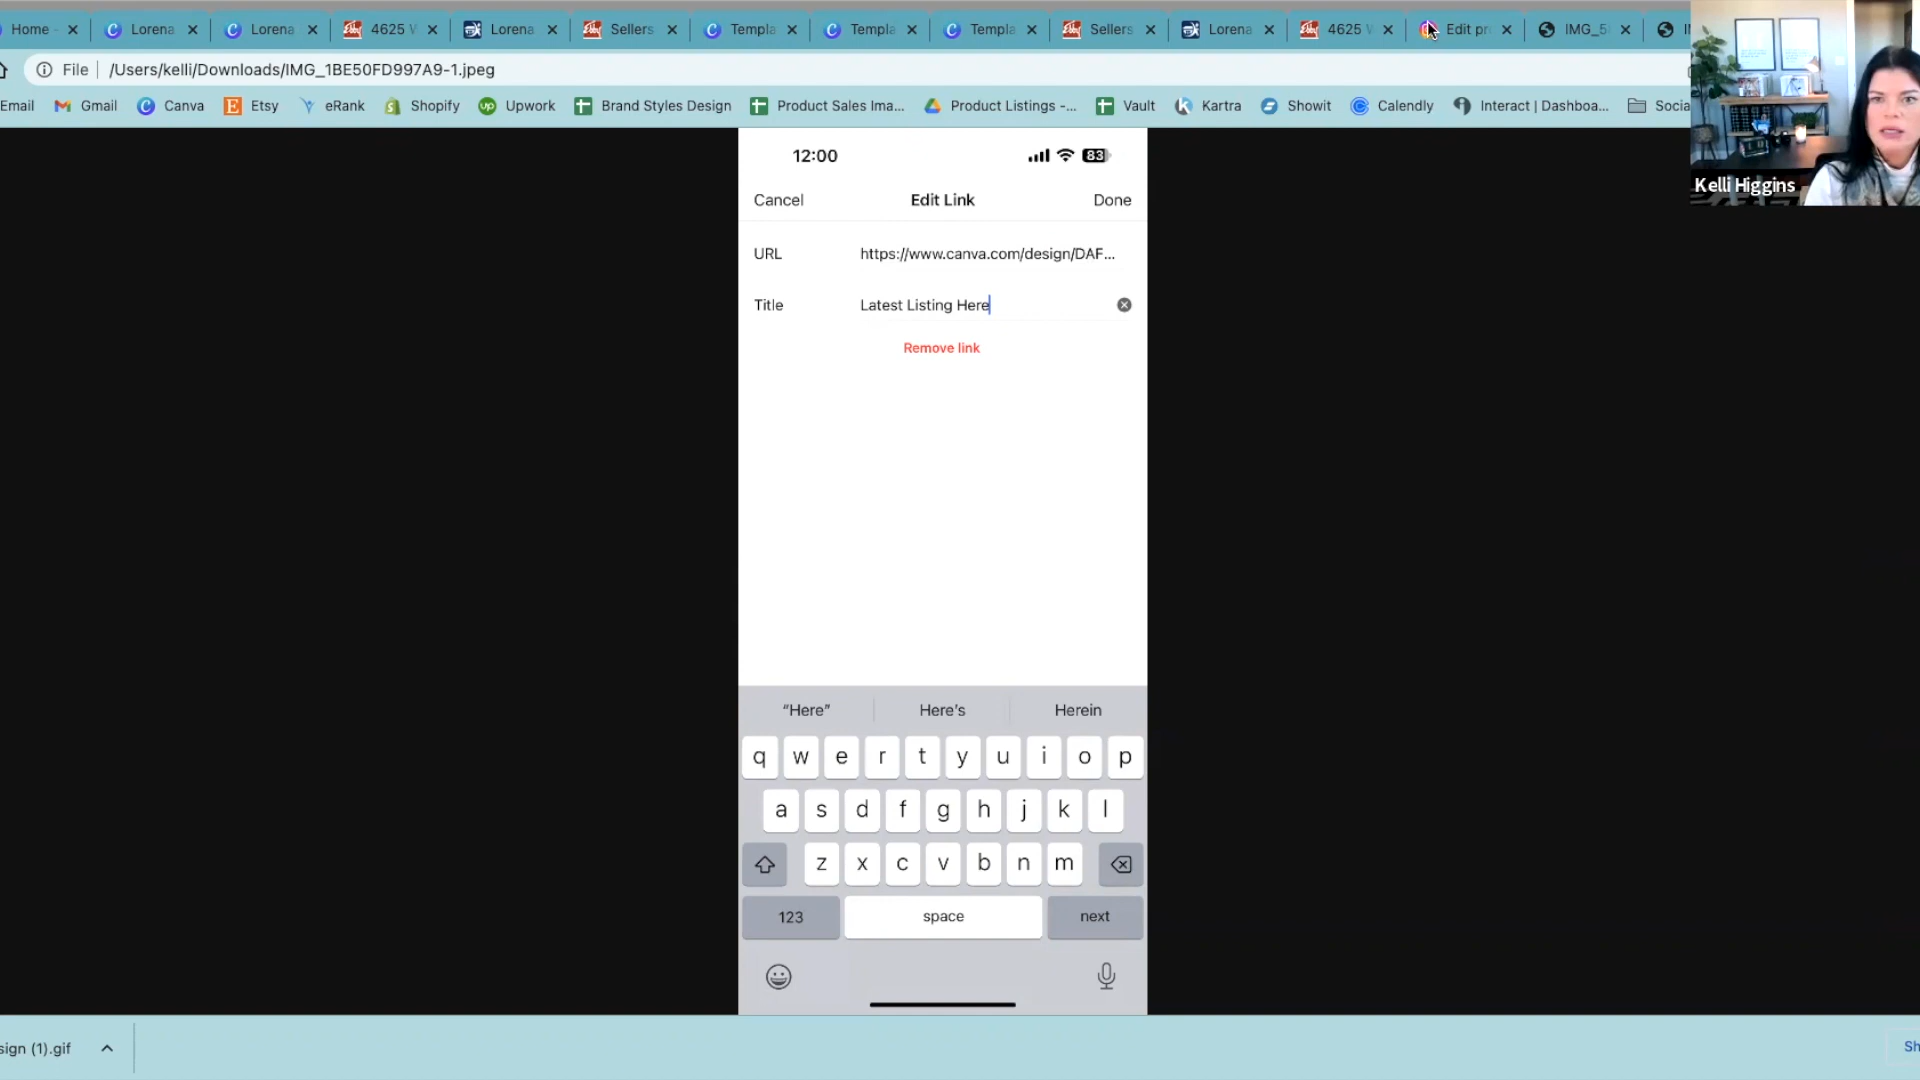 Home - Lorena Lorena 4625 W Lorena Sellers Templa Templa Templa Sellers Lorena 4625 W Edit pr IMG_5
File /Users/kelli/Downloads/IMG_1BE50FD997A9-1.jpeg
Email Gmail Canva Etsy eRank Shopify Upwork Brand Styles Design Product Sales Ima... Product Listings -... Vault Kartra Showit Calendly Interact | Dashboa... Socia
Kelli Higgins
12:00 83
Cancel Edit Link Done
URL https://www.canva.com/design/DAF...
Title Latest Listing Here
Remove link
“Here” Here’s Herein
q w e r t y u i o p
a s d f g h j k l
z x c v b n m
123 space next
sign (1).gif
Sh